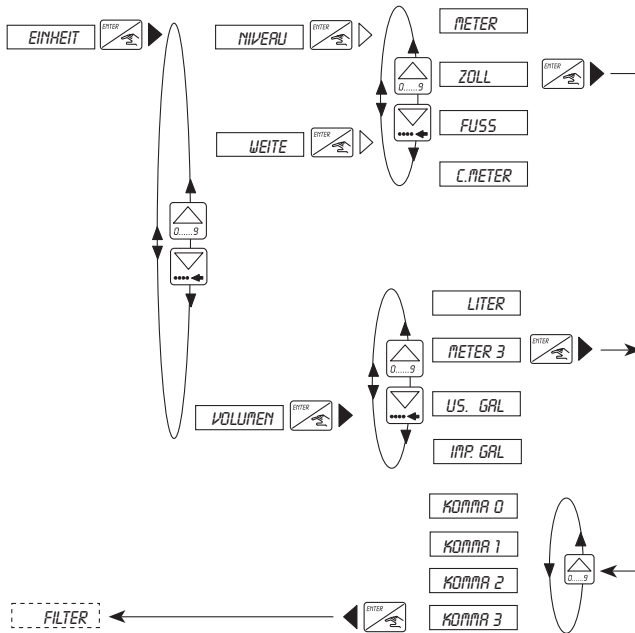 EINHEIT
ENTER
NIVEAU
ENTER
WEITE
ENTER
0......9
METER
ZOLL
ENTER
FUSS
C.METER
0......9
VOLUMEN
ENTER
0......9
LITER
METER 3
ENTER
US. GAL
IMP. GAL
KOMMA 0
KOMMA 1
KOMMA 2
KOMMA 3
0......9
ENTER
FILTER